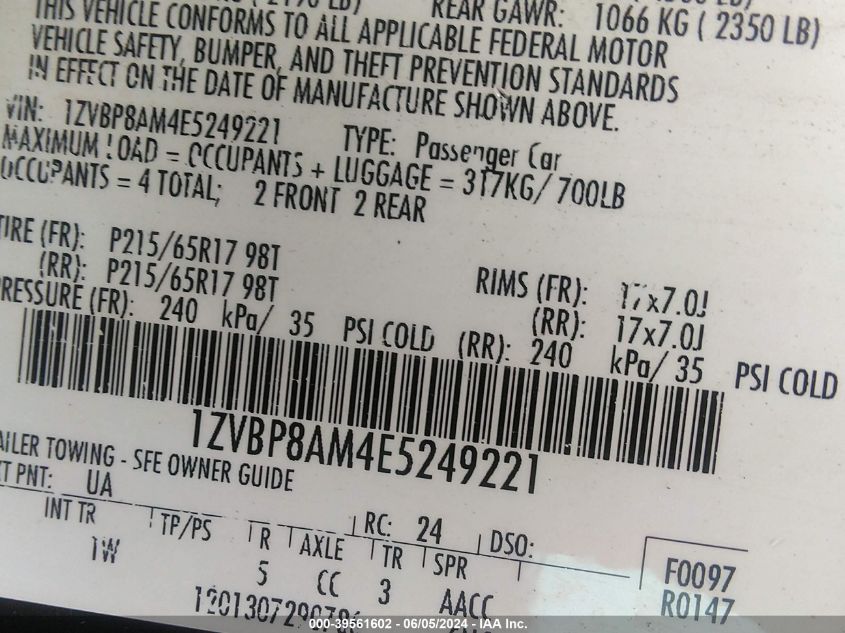 REAR GAWR: 1066 KG ( 2350 LB)
THIS VEHICLE CONFORMS TO ALL APPLICABLE FEDERAL MOTOR
VEHICLE SAFETY, BUMPER, AND THEFT PREVENTION STANDARDS
IN EFFECT ON THE DATE OF MANUFACTURE SHOWN ABOVE.
VIN: 1ZVBP8AM4E5249221 TYPE: Passenger Car
MAXIMUM LOAD = OCCUPANTS + LUGGAGE = 317KG/ 700LB
OCCUPANTS = 4 TOTAL; 2 FRONT 2 REAR
TIRE (FR): P215/65R17 98T RIMS (FR): 17x7.0J
(RR): P215/65R17 98T (RR): 17x7.0J
PRESSURE (FR): 240 kPa/ 35 PSI COLD (RR): 240 kPa/ 35 PSI COLD
1ZVBP8AM4E5249221
AILER TOWING - SFE OWNER GUIDE
XT PNT: UA RC: 24 DSO:
INT TR TP/PS R AXLE TR SPR F0097
1W 5 CC 3 AACC R0147
000-39561602 - 06/05/2024 - IAA Inc.